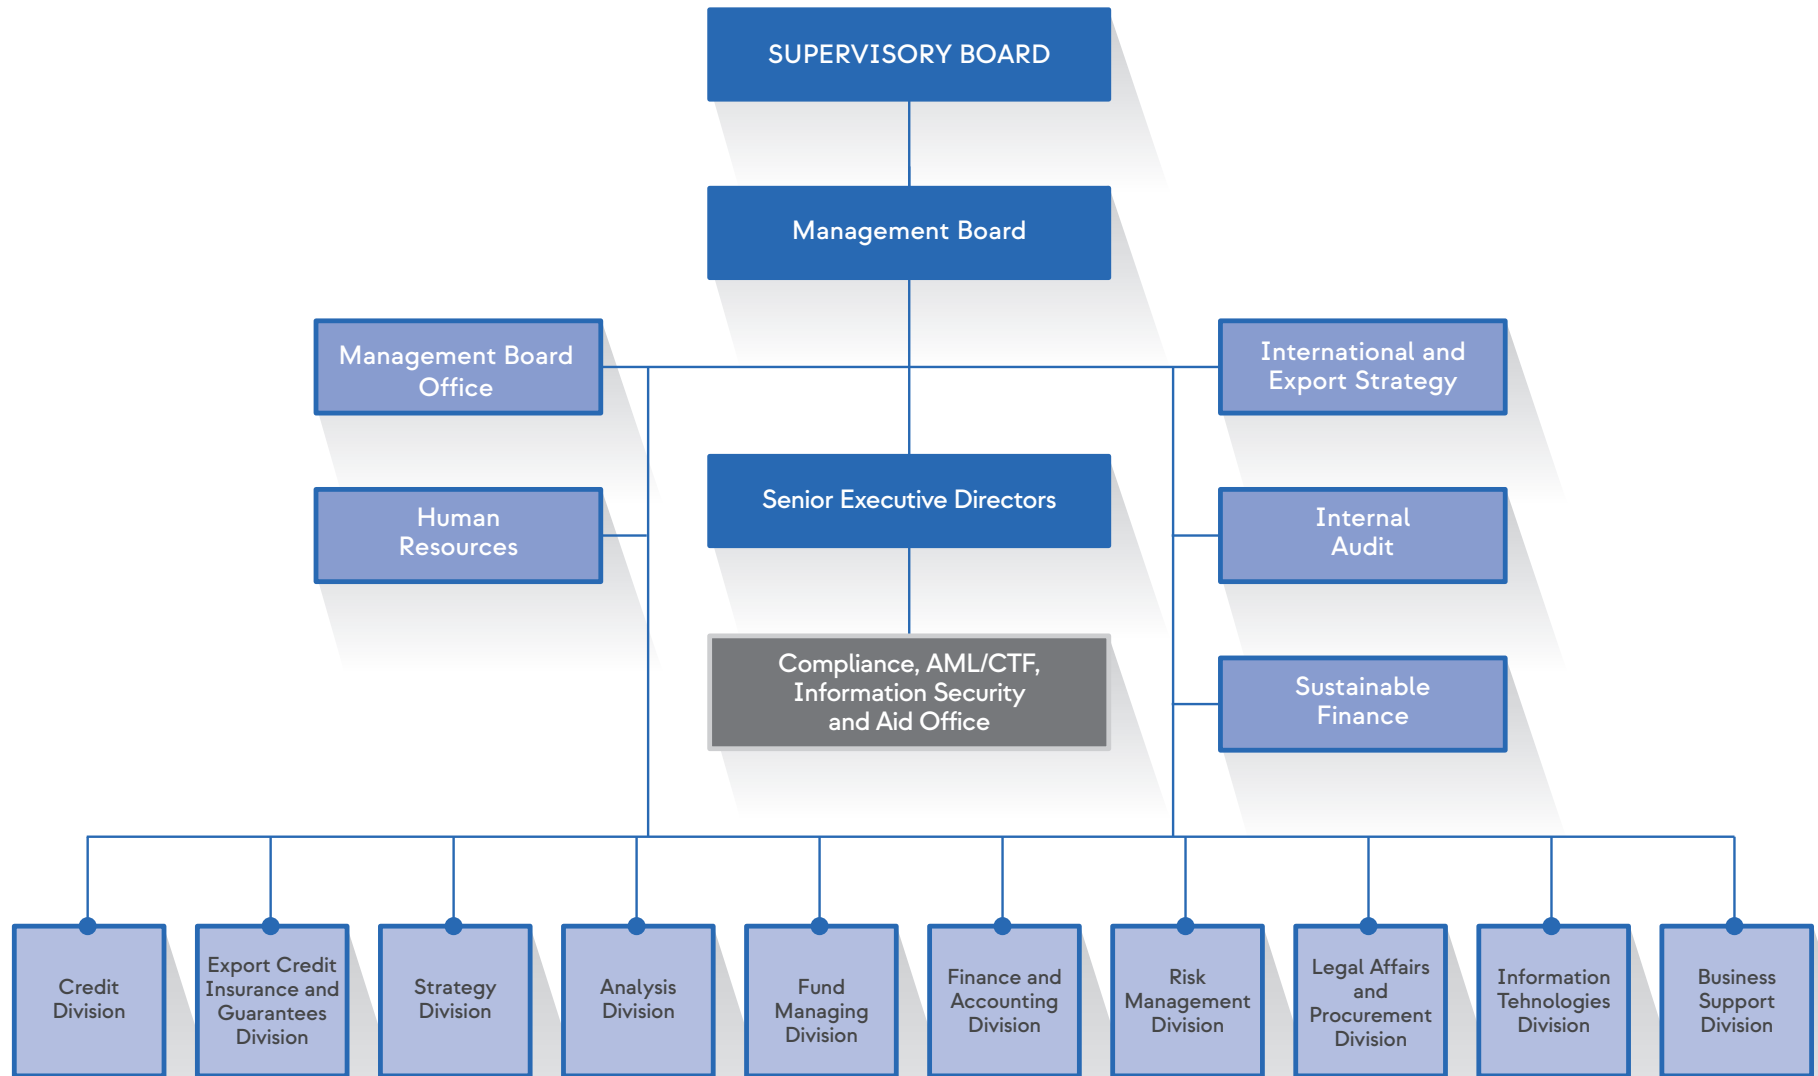 SUPERVISORY BOARD
Management Board
Management Board
Office
International and
Export Strategy
Human
Resources
Senior Executive Directors
Internal
Audit
Compliance, AML/CTF,
Information Security
and Aid Office
Sustainable
Finance
Credit
Division
Export Credit
Insurance and
Guarantees
Division
Strategy
Division
Analysis
Division
Fund
Managing
Division
Finance and
Accounting
Division
Risk
Management
Division
Legal Affairs
and
Procurement
Division
Information
Tehnologies
Division
Business
Support
Division